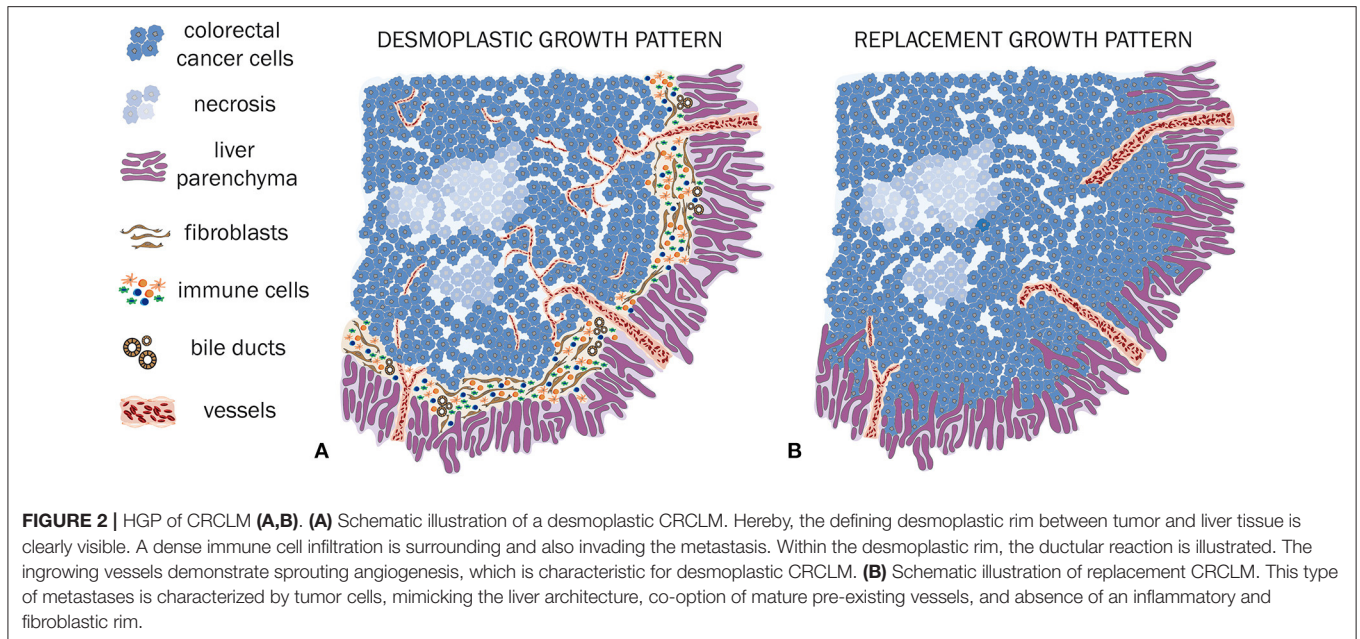 colorectal
cancer cells
necrosis
liver
parenchyma
fibroblasts
immune cells
bile ducts
vessels
DESMOPLASTIC GROWTH PATTERN
A
REPLACEMENT GROWTH PATTERN
B
FIGURE 2 | HGP of CRCLM (A,B). (A) Schematic illustration of a desmoplastic CRCLM. Hereby, the defining desmoplastic rim between tumor and liver tissue is
clearly visible. A dense immune cell infiltration is surrounding and also invading the metastasis. Within the desmoplastic rim, the ductular reaction is illustrated. The
ingrowing vessels demonstrate sprouting angiogenesis, which is characteristic for desmoplastic CRCLM. (B) Schematic illustration of replacement CRCLM. This type
of metastases is characterized by tumor cells, mimicking the liver architecture, co-option of mature pre-existing vessels, and absence of an inflammatory and
fibroblastic rim.